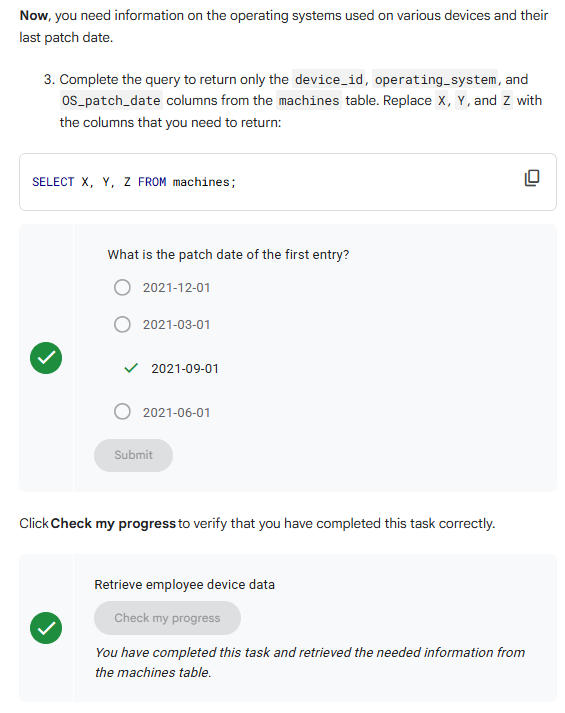 Now, you need information on the operating systems used on various devices and their
last patch date.
3. Complete the query to return only the device_id, operating_system, and
OS_patch_date columns from the machines table. Replace X, Y, and Z with
the columns that you need to return:
SELECT X, Y, Z FROM machines;
What is the patch date of the first entry?
2021-12-01
2021-03-01
2021-09-01
2021-06-01
Submit
Click Check my progress to verify that you have completed this task correctly.
Retrieve employee device data
Check my progress
You have completed this task and retrieved the needed information from
the machines table.